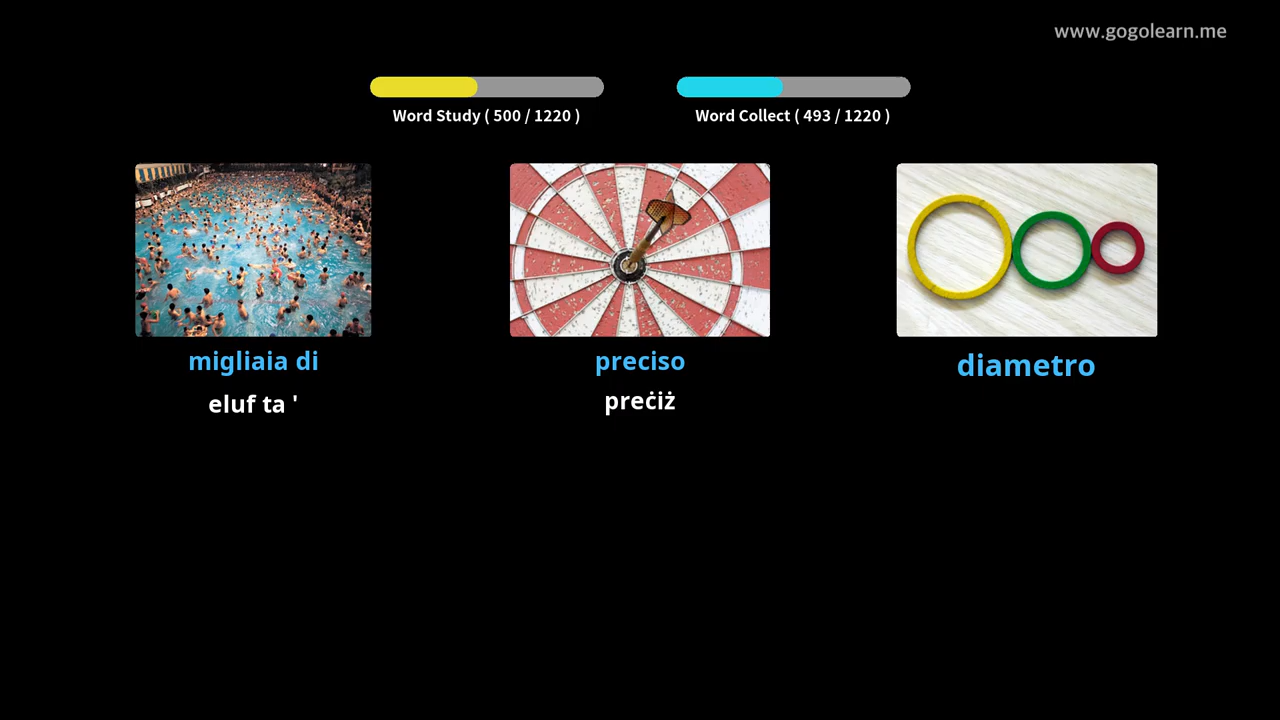 www.gogolearn.me
Word Study ( 500 / 1220 )
Word Collect ( 493 / 1220 )
migliaia di
preciso
diametro
eluf ta '
preċiż